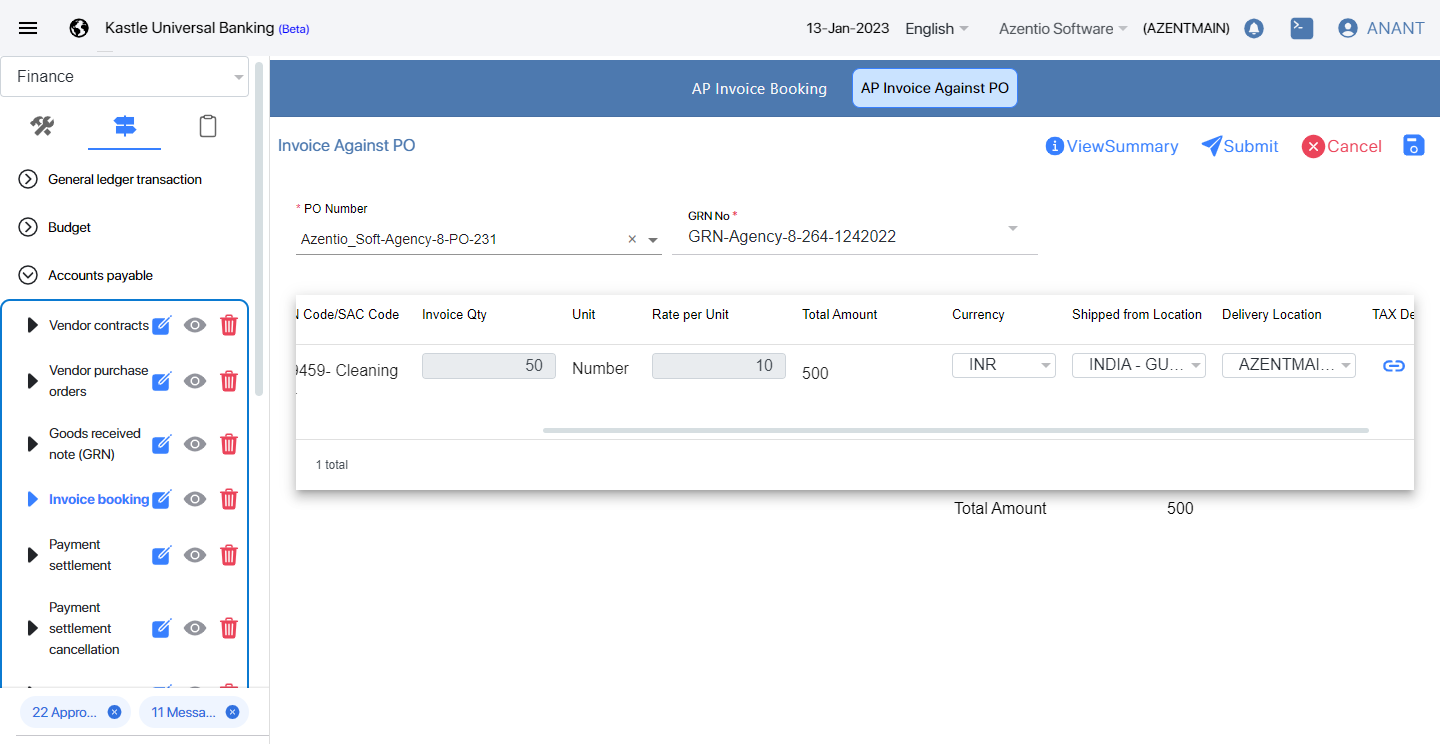 Kastle Universal Banking (Beta)
13-Jan-2023
English
Azentio Software
(AZENTMAIN)
ANANT
Finance
AP Invoice Booking
AP Invoice Against PO
Invoice Against PO
ViewSummary
Submit
Cancel
General ledger transaction
Budget
Accounts payable
Vendor contracts
Vendor purchase
orders
Goods received
note (GRN)
Invoice booking
Payment
settlement
Payment
settlement
cancellation
22 Appro...
11 Messa...
* PO Number
Azentio_Soft-Agency-8-PO-231
GRN No *
GRN-Agency-8-264-1242022
Code/SAC Code Invoice Qty Unit Rate per Unit Total Amount Currency Shipped from Location Delivery Location TAX De
9459- Cleaning 50 Number 10 500 INR INDIA - GU... AZENTMAI...
1 total
Total Amount 500